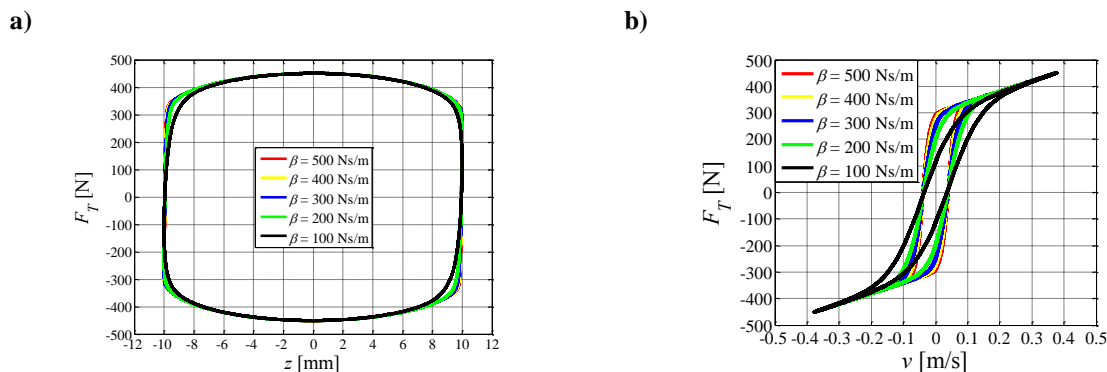 a)
F_T [N]
500
400
300
200
100
0
-100
-200
-300
-400
-500
-12 -10 -8 -6 -4 -2 0 2 4 6 8 10 12
z [mm]
β = 500 Ns/m
β = 400 Ns/m
β = 300 Ns/m
β = 200 Ns/m
β = 100 Ns/m
b)
F_T [N]
500
400
300
200
100
0
-100
-200
-300
-400
-500
-0.5 -0.4 -0.3 -0.2 -0.1 0 0.1 0.2 0.3 0.4 0.5
v [m/s]
β = 500 Ns/m
β = 400 Ns/m
β = 300 Ns/m
β = 200 Ns/m
β = 100 Ns/m